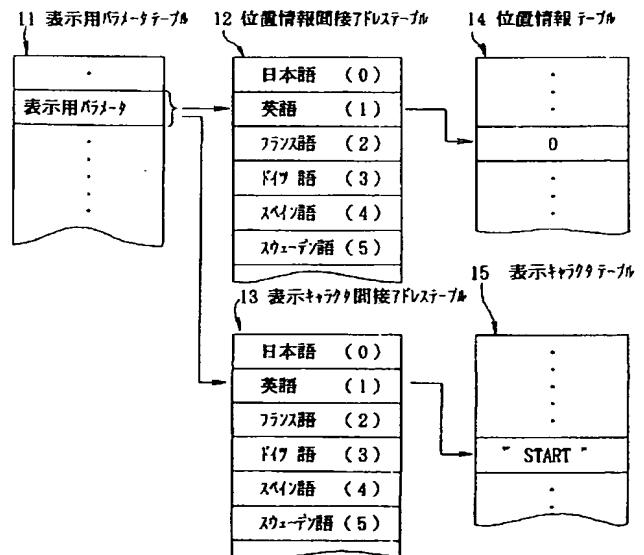 11 表示用パラメータテーブル
表示用パラメータ
12 位置情報間接アドレステーブル
日本語 (0)
英語 (1)
フランス語 (2)
ドイツ語 (3)
スペイン語 (4)
スウェーデン語 (5)
14 位置情報テーブル
0
13 表示キャラクタ間接アドレステーブル
日本語 (0)
英語 (1)
フランス語 (2)
ドイツ語 (3)
スペイン語 (4)
スウェーデン語 (5)
15 表示キャラクタテーブル
"START"